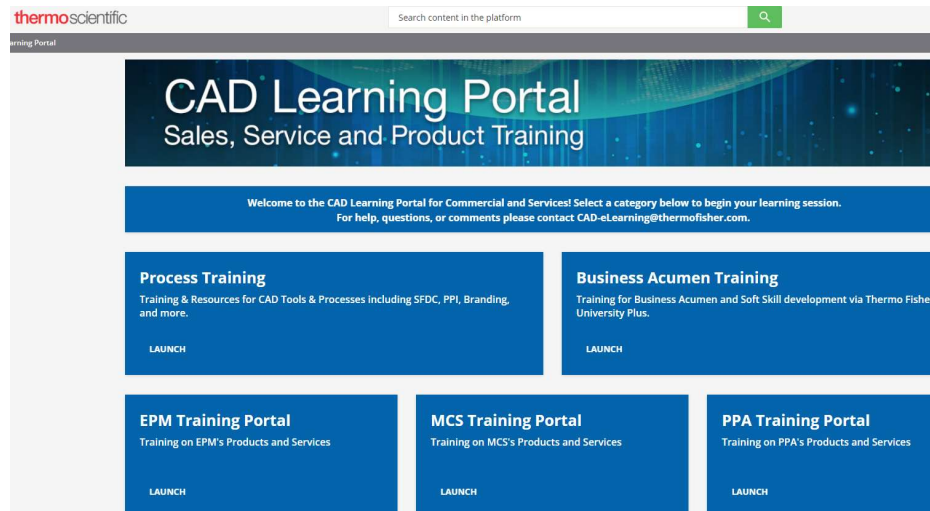 thermoscientific
Search content in the platform
arning Portal
CAD Learning Portal
Sales, Service and Product Training
Welcome to the CAD Learning Portal for Commercial and Services! Select a category below to begin your learning session.
For help, questions, or comments please contact CAD-eLearning@thermofisher.com.
Process Training
Training & Resources for CAD Tools & Processes including SFDC, PPI, Branding,
and more.
LAUNCH
Business Acumen Training
Training for Business Acumen and Soft Skill development via Thermo Fishe
University Plus.
LAUNCH
EPM Training Portal
Training on EPM's Products and Services
LAUNCH
MCS Training Portal
Training on MCS's Products and Services
LAUNCH
PPA Training Portal
Training on PPA's Products and Services
LAUNCH